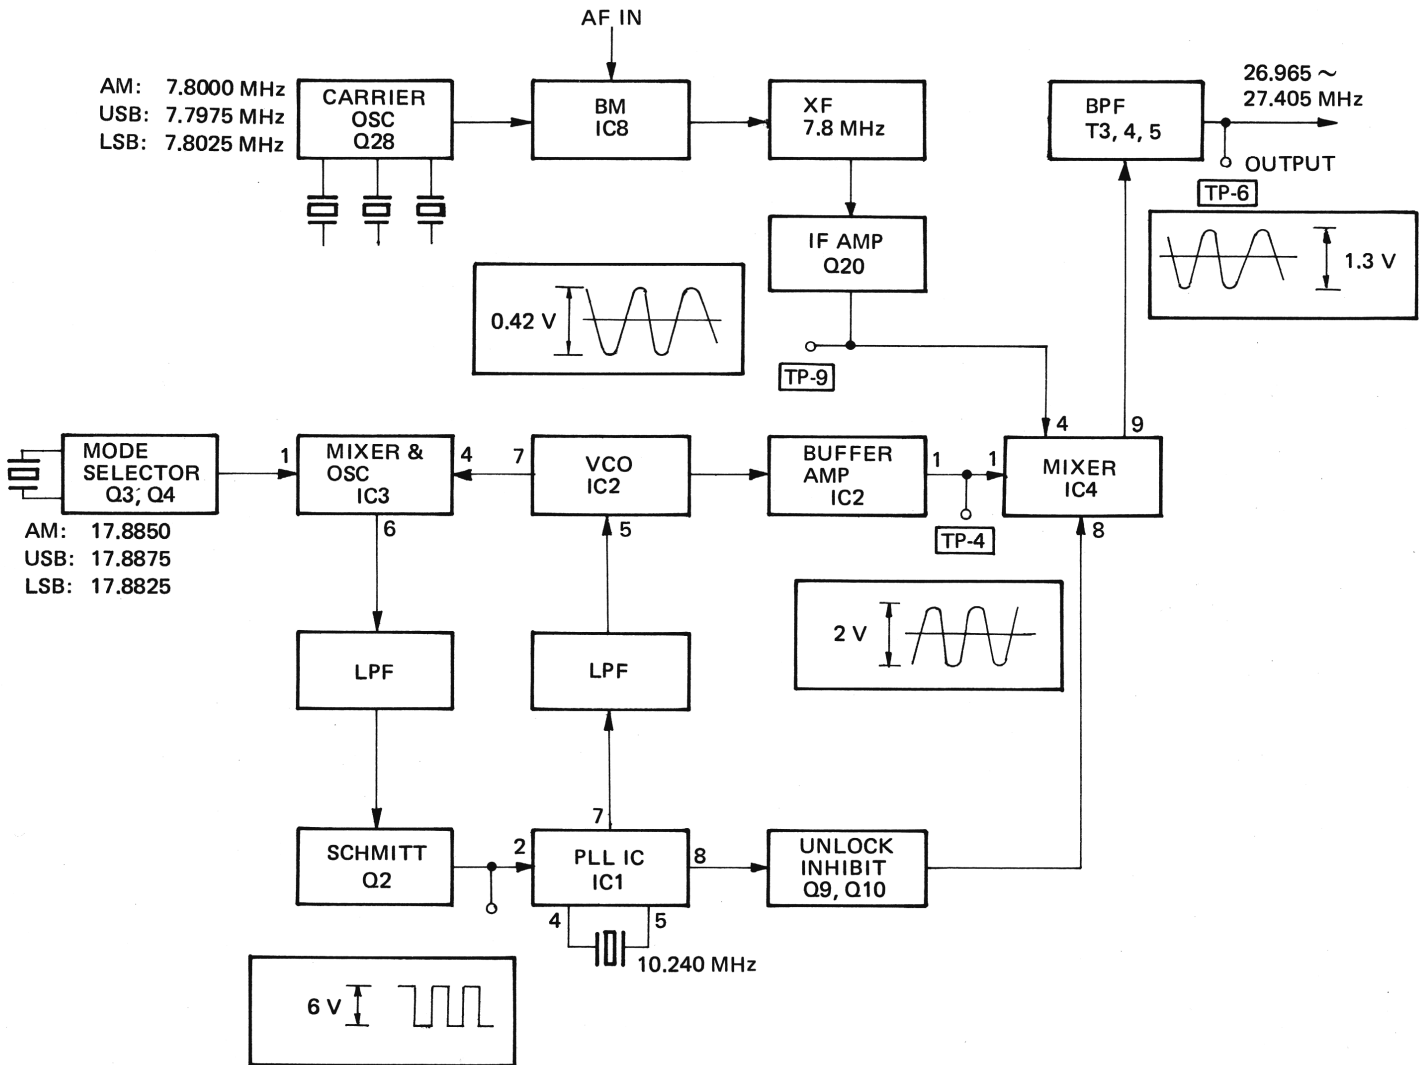 AF IN
AM: 7.8000 MHz
USB: 7.7975 MHz
LSB: 7.8025 MHz
CARRIER
OSC
Q28
BM
IC8
XF
7.8 MHz
BPF
T3, 4, 5
26.965 ~
27.405 MHz
OUTPUT
TP-6
1.3 V
IF AMP
Q20
0.42 V
TP-9
MODE
SELECTOR
Q3, Q4
AM: 17.8850
USB: 17.8875
LSB: 17.8825
1
MIXER &
OSC
IC3
4
6
7
VCO
IC2
5
BUFFER
AMP
IC2
1
TP-4
1
4
9
MIXER
IC4
8
2 V
LPF
LPF
SCHMITT
Q2
2
7
PLL IC
IC1
8
4
5
10.240 MHz
UNLOCK
INHIBIT
Q9, Q10
6 V